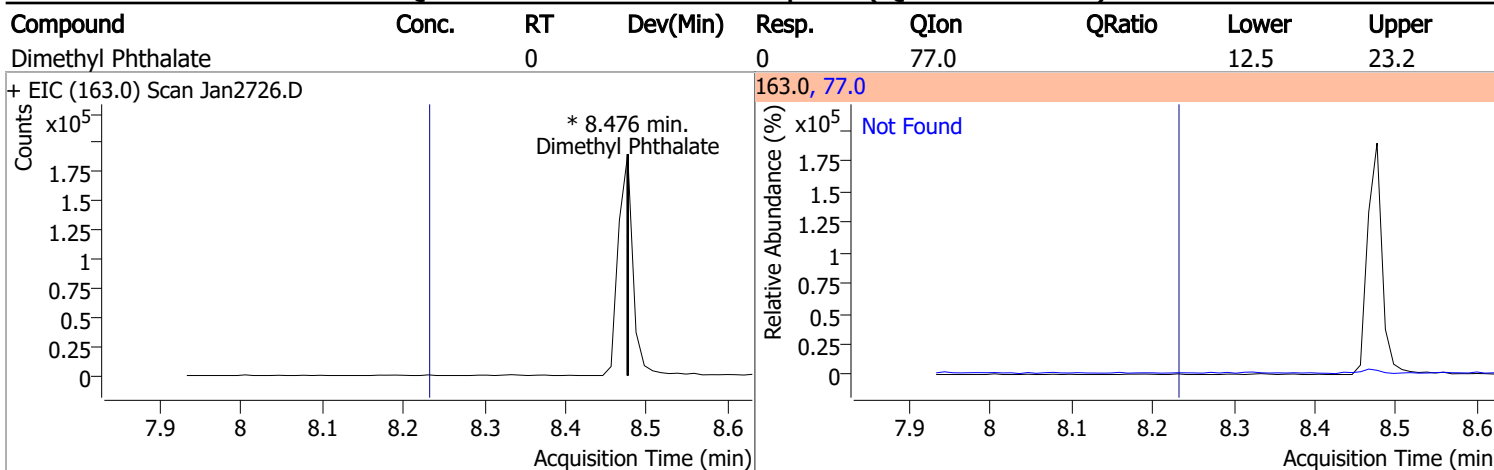 Compound Conc. RT Dev(Min) Resp. QIon QRatio Lower Upper
Dimethyl Phthalate 0 0 77.0 12.5 23.2
+ EIC (163.0) Scan Jan2726.D
Counts
x10^5
* 8.476 min.
Dimethyl Phthalate
1.75
1.5
1.25
1
0.75
0.5
0.25
0
7.9 8 8.1 8.2 8.3 8.4 8.5 8.6
Acquisition Time (min)
163.0, 77.0
Relative Abundance (%)
x10^5
Not Found
1.75
1.5
1.25
1
0.75
0.5
0.25
0
7.9 8 8.1 8.2 8.3 8.4 8.5 8.6
Acquisition Time (min